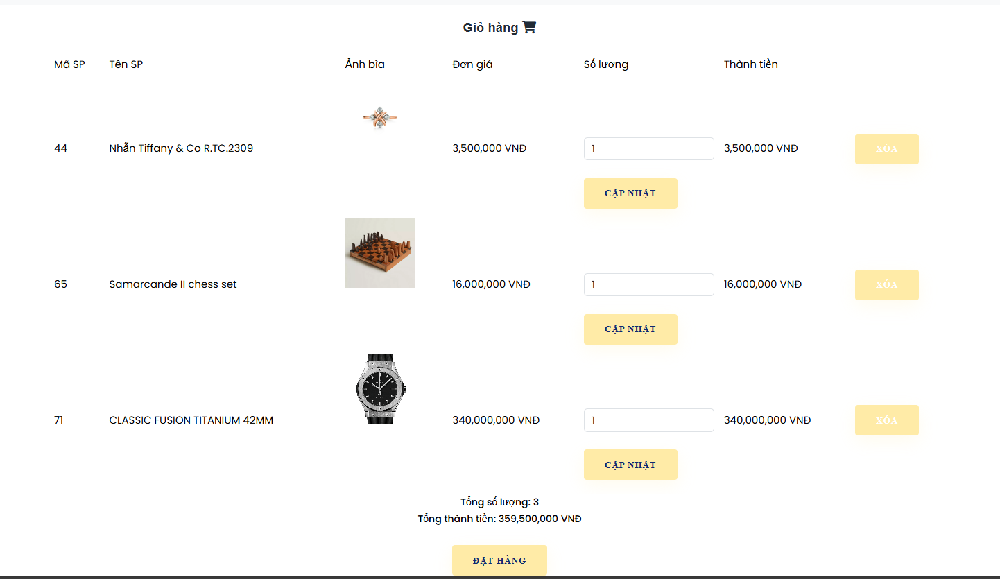 Giỏ hàng
Mã SP Tên SP Ảnh bìa Đơn giá Số lượng Thành tiền
44 Nhẫn Tiffany & Co R.TC.2309 3,500,000 VNĐ 1 3,500,000 VNĐ XÓA
CẬP NHẬT
65 Samarcande II chess set 16,000,000 VNĐ 1 16,000,000 VNĐ XÓA
CẬP NHẬT
71 CLASSIC FUSION TITANIUM 42MM 340,000,000 VNĐ 1 340,000,000 VNĐ XÓA
CẬP NHẬT
Tổng số lượng: 3
Tổng thành tiền: 359,500,000 VNĐ
ĐẶT HÀNG